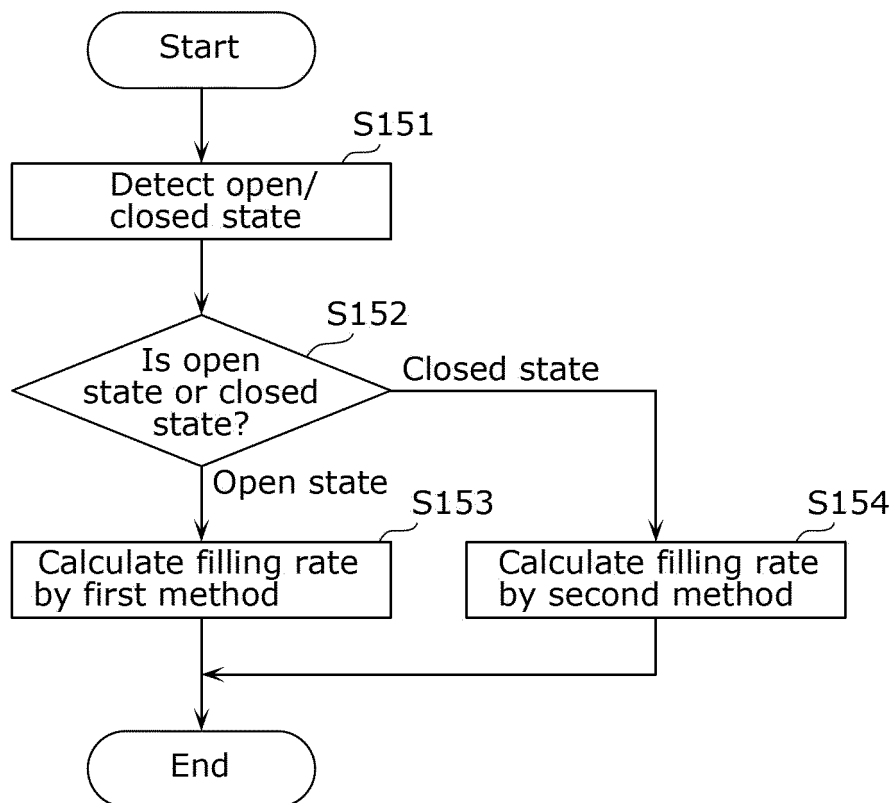 Start
S151
Detect open/
closed state
S152
Is open
state or closed
state?
Closed state
Open state
S153
Calculate filling rate
by first method
S154
Calculate filling rate
by second method
End